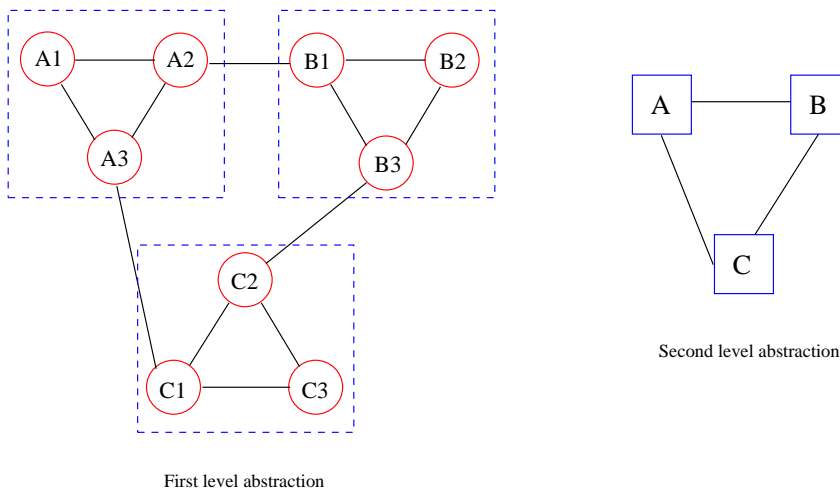 A1
A2
B1
B2
A3
B3
C2
C1
C3
First level abstraction
A
B
C
Second level abstraction